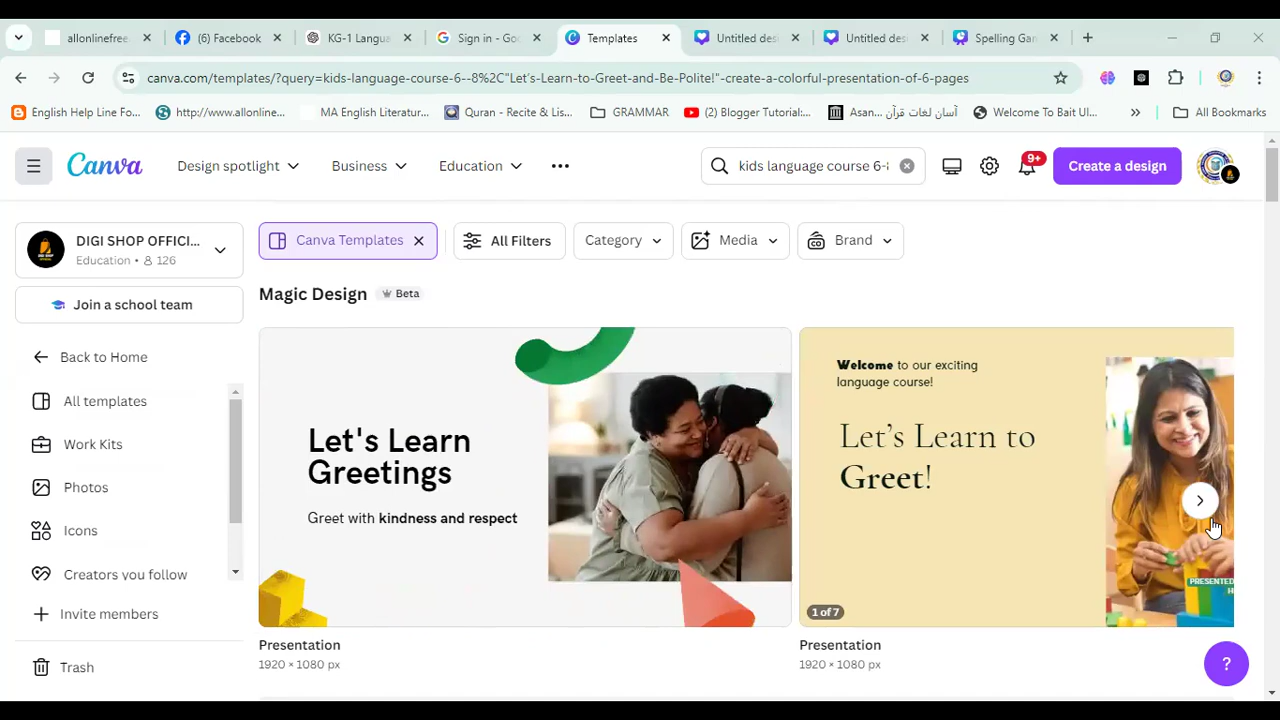 allonlinefree
(6) Facebook
KG-1 Langua
Sign in - Goo
Templates
Untitled desi
Untitled desi
Spelling Gam
canva.com/templates/?query=kids-language-course-6--8%2C"Let's-Learn-to-Greet-and-Be-Polite!"-create-a-colorful-presentation-of-6-pages
English Help Line Fo...
http://www.allonline...
MA English Literatur...
Quran - Recite & Lis...
GRAMMAR
(2) Blogger Tutorial:...
Asan... آسان لغات قرآن
Welcome To Bait Ul...
All Bookmarks
Canva
Design spotlight
Business
Education
kids language course 6-8
9+
Create a design
DIGI SHOP OFFICI...
Education • 126
Join a school team
Back to Home
All templates
Work Kits
Photos
Icons
Creators you follow
Invite members
Trash
Canva Templates
All Filters
Category
Media
Brand
Magic Design
Beta
Let's Learn
Greetings
Greet with kindness and respect
Presentation
1920 × 1080 px
Welcome to our exciting
language course!
Let's Learn to
Greet!
PRESENTED
1 of 7
Presentation
1920 × 1080 px
?